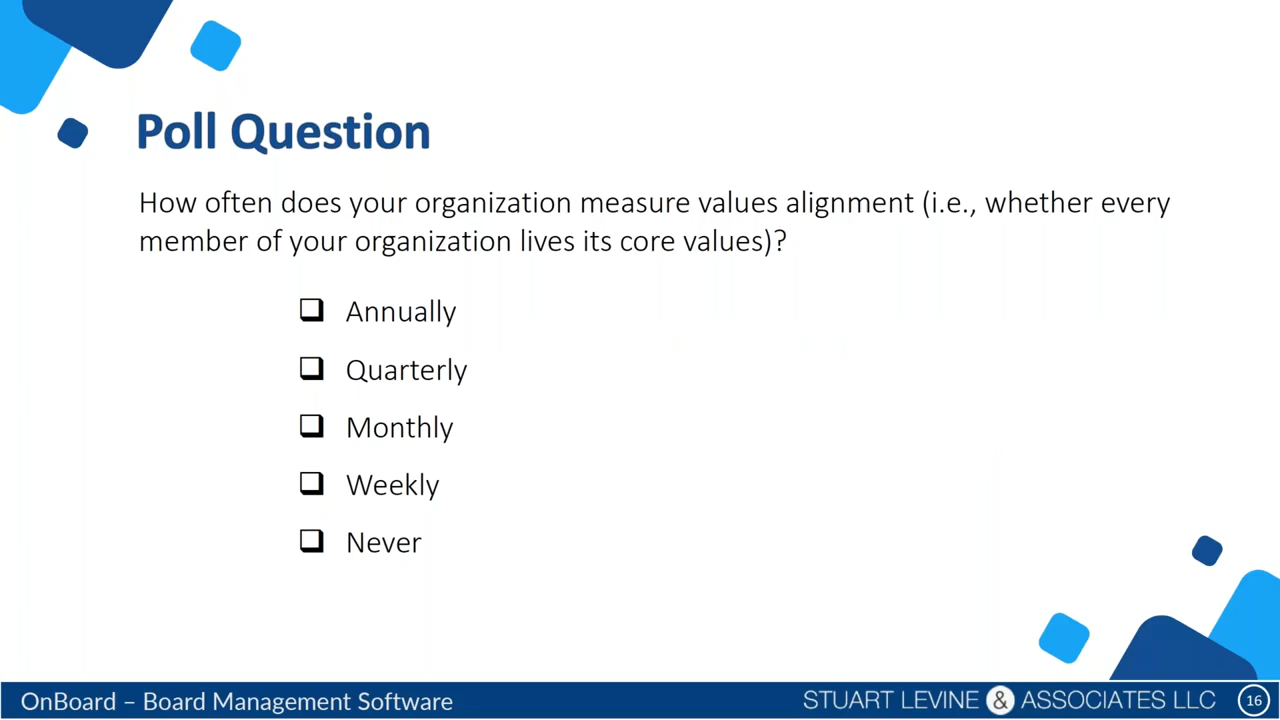 Poll Question
How often does your organization measure values alignment (i.e., whether every
member of your organization lives its core values)?
❑ Annually
❑ Quarterly
❑ Monthly
❑ Weekly
❑ Never
OnBoard – Board Management Software
STUART LEVINE & ASSOCIATES LLC
16